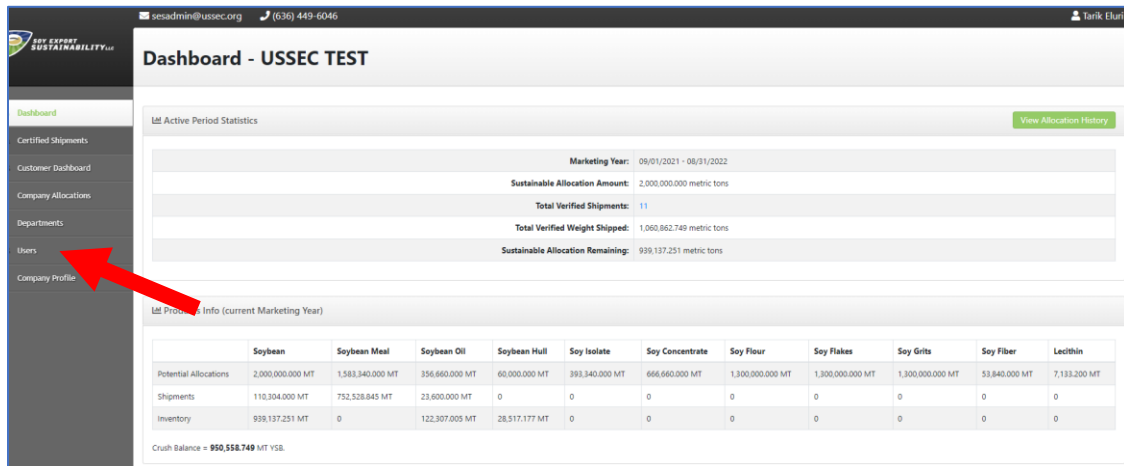 sesadmin@ussec.org (636) 449-6046 Tarik Eluri
SOY EXPORT
SUSTAINABILITY LLC
Dashboard - USSEC TEST
Dashboard
Certified Shipments
Customer Dashboard
Company Allocations
Departments
Users
Company Profile
Active Period Statistics View Allocation History
Marketing Year: 09/01/2021 - 08/31/2022
Sustainable Allocation Amount: 2,000,000.000 metric tons
Total Verified Shipments: 11
Total Verified Weight Shipped: 1,060,862.749 metric tons
Sustainable Allocation Remaining: 939,137.251 metric tons
Info (current Marketing Year)
Soybean Soybean Meal Soybean Oil Soybean Hull Soy Isolate Soy Concentrate Soy Flour Soy Flakes Soy Grits Soy Fiber Lecithin
Potential Allocations 2,000,000.000 MT 1,583,340.000 MT 356,660.000 MT 60,000.000 MT 393,340.000 MT 666,660.000 MT 1,300,000.000 MT 1,300,000.000 MT 1,300,000.000 MT 53,840.000 MT 7,133.200 MT
Shipments 110,304.000 MT 752,528.845 MT 23,600.000 MT 0 0 0 0 0 0 0 0
Inventory 939,137.251 MT 0 122,307.005 MT 28,517.177 MT 0 0 0 0 0 0 0
Crush Balance = 950,558.749 MT YSB.